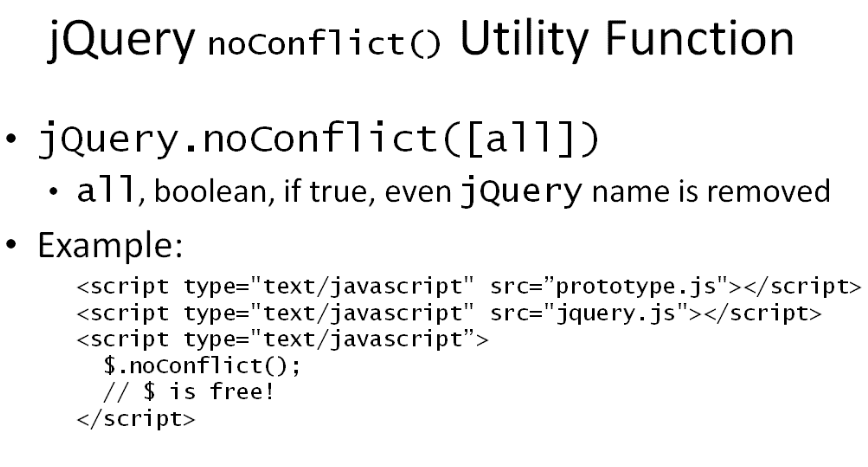 jQuery noConflict() Utility Function
• jQuery.noConflict([all])
• all, boolean, if true, even jQuery name is removed
• Example:
<script type="text/javascript" src=”prototype.js"></script>
<script type="text/javascript" src="jquery.js"></script>
<script type="text/javascript”>
$.noConflict();
// $ is free!
</script>